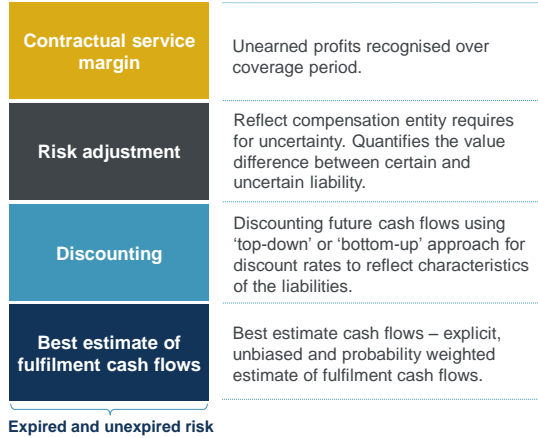 Contractual service
margin
Unearned profits recognised over
coverage period.
Risk adjustment
Reflect compensation entity requires
for uncertainty. Quantifies the value
difference between certain and
uncertain liability.
Discounting
Discounting future cash flows using
‘top-down’ or ‘bottom-up’ approach for
discount rates to reflect characteristics
of the liabilities.
Best estimate of
fulfilment cash flows
Best estimate cash flows – explicit,
unbiased and probability weighted
estimate of fulfilment cash flows.
Expired and unexpired risk